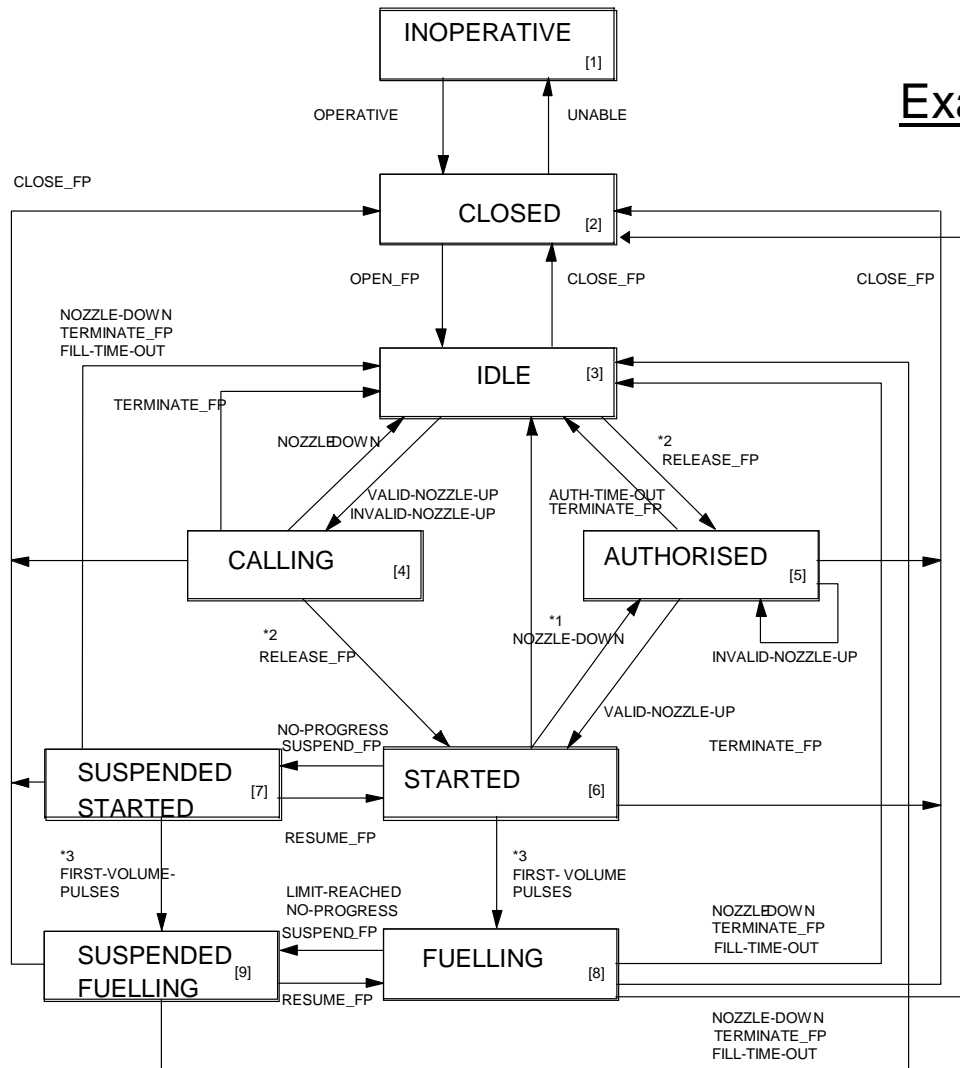 INOPERATIVE
[1]
Exa
OPERATIVE
UNABLE
CLOSE_FP
CLOSED
[2]
OPEN_FP
CLOSE_FP
CLOSE_FP
NOZZLE-DOWN
TERMINATE_FP
FILL-TIME-OUT
IDLE
[3]
TERMINATE_FP
NOZZLEDOWN
*2
RELEASE_FP
VALID-NOZZLE-UP
INVALID-NOZZLE-UP
AUTH-TIME-OUT
TERMINATE_FP
CALLING
[4]
AUTHORISED
[5]
*2
RELEASE_FP
*1
NOZZLE-DOWN
INVALID-NOZZLE-UP
VALID-NOZZLE-UP
TERMINATE_FP
NO-PROGRESS
SUSPEND_FP
SUSPENDED
STARTED
[7]
STARTED
[6]
RESUME_FP
*3
FIRST-VOLUME-
PULSES
*3
FIRST- VOLUME
PULSES
LIMIT-REACHED
NO-PROGRESS
SUSPEND_FP
NOZZLEDOWN
TERMINATE_FP
FILL-TIME-OUT
SUSPENDED
FUELLING
[9]
FUELLING
[8]
RESUME_FP
NOZZLE-DOWN
TERMINATE_FP
FILL-TIME-OUT